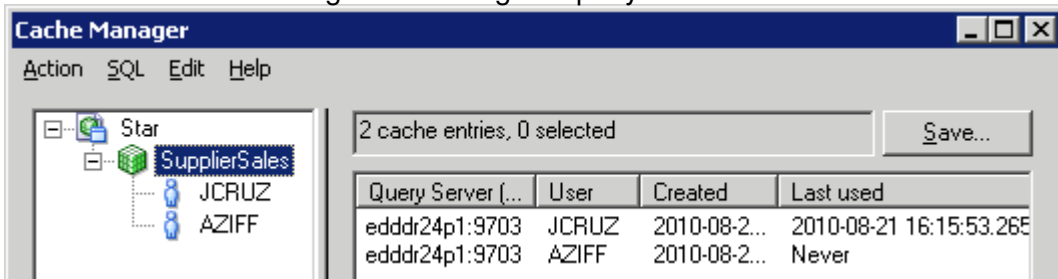 Cache Manager
Action SQL Edit Help
Star
SupplierSales
JCRUZ
AZIFF
2 cache entries, 0 selected
Save...
Query Server (... User Created Last used
edddr24p1:9703 JCRUZ 2010-08-2... 2010-08-21 16:15:53.265
edddr24p1:9703 AZIFF 2010-08-2... Never